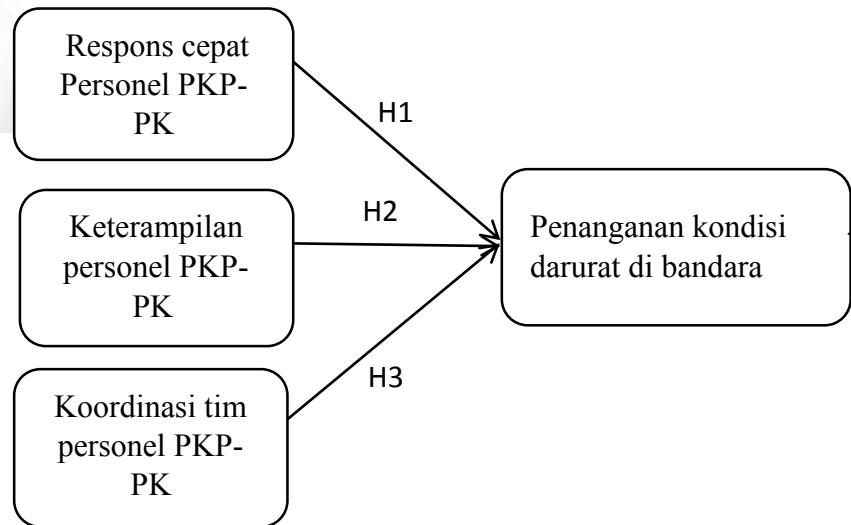 Respons cepat
Personel PKP-
PK
H1
Keterampilan
personel PKP-
PK
H2
Penanganan kondisi
darurat di bandara
Koordinasi tim
personel PKP-
PK
H3